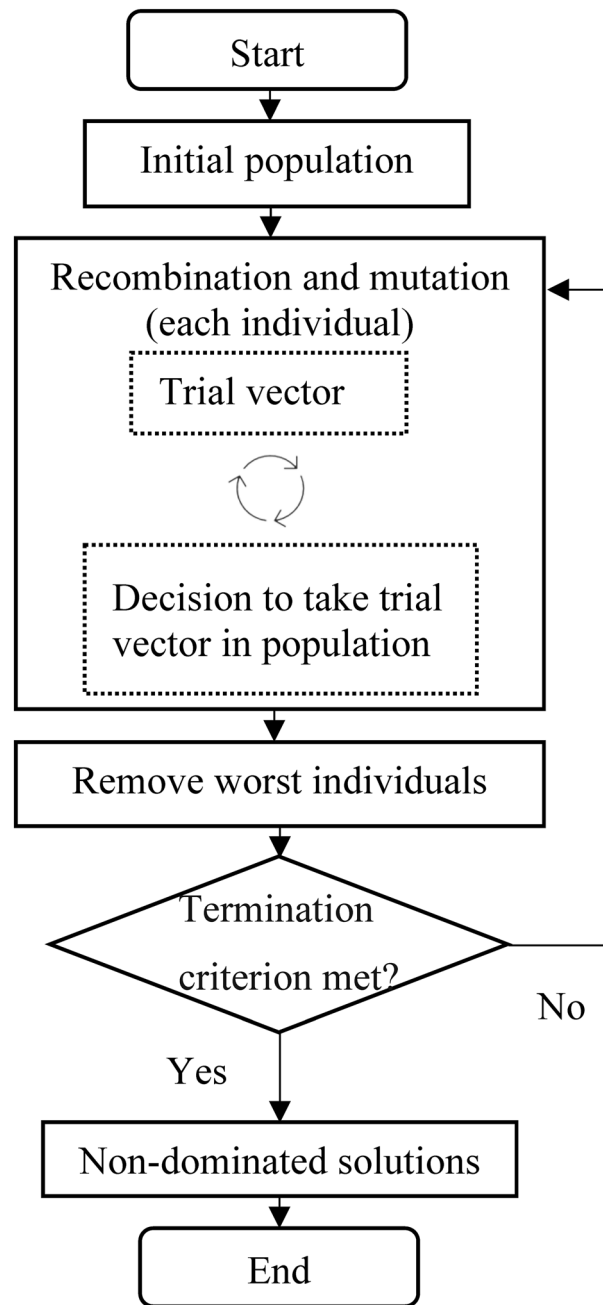 Start
Initial population
Recombination and mutation
(each individual)
Trial vector
Decision to take trial
vector in population
Remove worst individuals
Termination
criterion met?
No
Yes
Non-dominated solutions
End